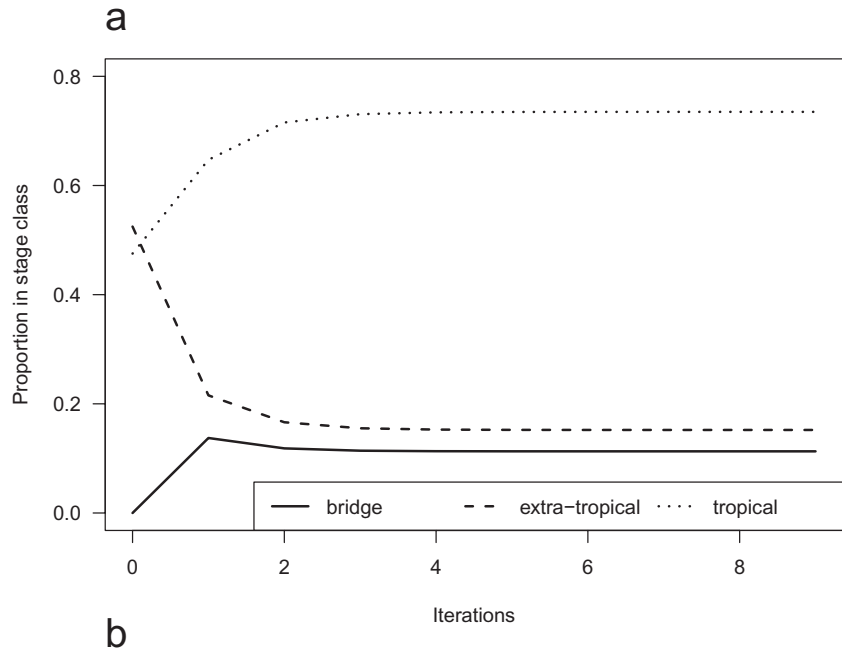 a
0.8
0.6
0.4
0.2
0.0
Proportion in stage class
bridge extra−tropical tropical
0 2 4 6 8
Iterations
b